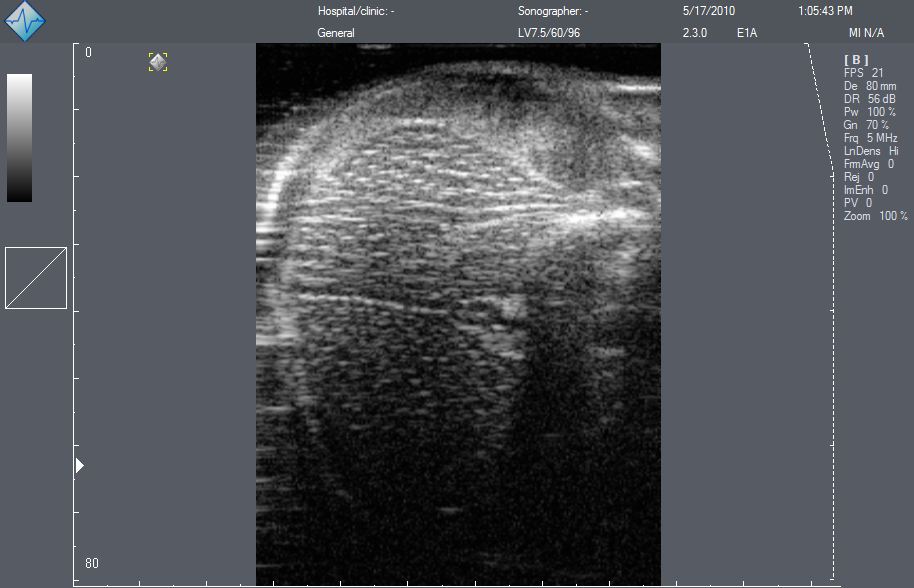 Hospital/clinic: - Sonographer: - 5/17/2010 1:05:43 PM
General LV7.5/60/96 2.3.0 E1A MI N/A
0
[ B ]
FPS 21
De 80 mm
DR 56 dB
Pw 100 %
Gn 70 %
Frq 5 MHz
LnDens Hi
FrmAvg 0
Rej 0
ImEnh 0
PV 0
Zoom 100 %
80